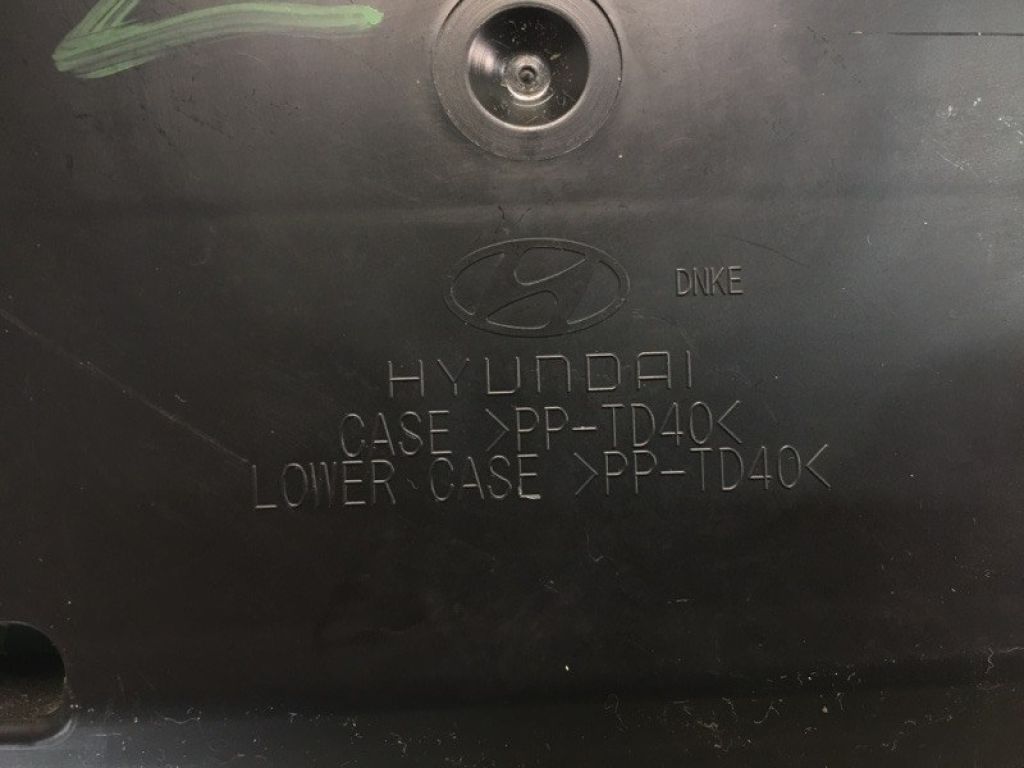 DNKE
HYUNDAI
CASE >PP-TD40<
LOWER CASE >PP-TD40<